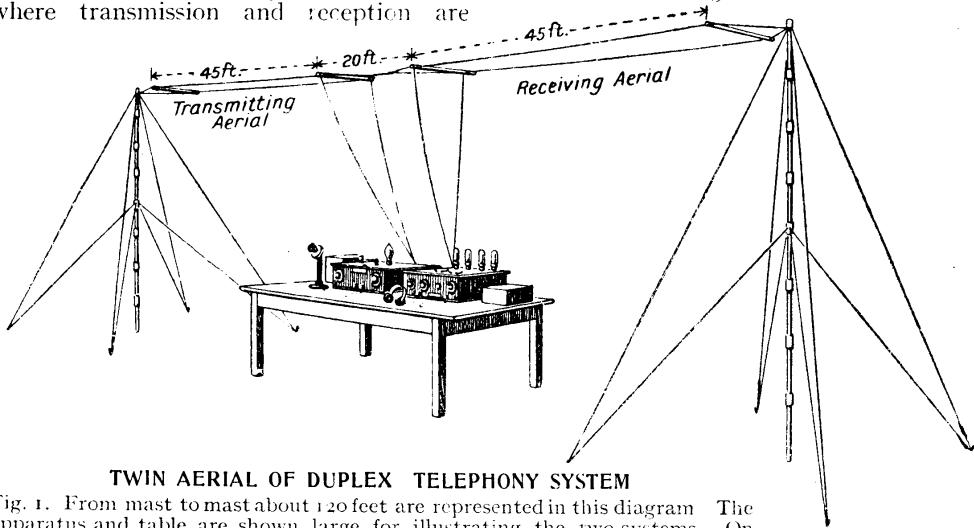 where transmission and reception are
45ft.
20ft.
45ft.
Transmitting
Aerial
Receiving Aerial
TWIN AERIAL OF DUPLEX TELEPHONY SYSTEM
Fig. 1. From mast to mast about 120 feet are represented in this diagram The
apparatus and table are shown large for illustrating the two systems. On